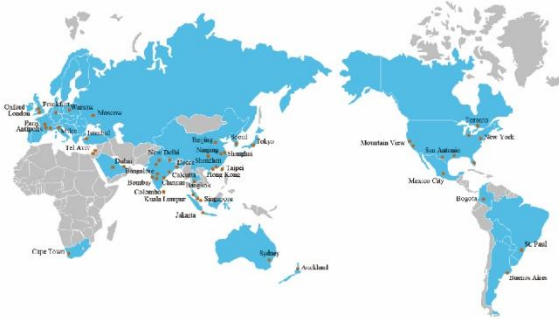 Oxford
London
Frankfurt
Warsaw
Moscow
Paris
Antipolis
Milan
Istanbul
Tel Aviv
Dubai
New Delhi
Bangalore
Bombay
Dacca
Calcutta
Chennai
Colombo
Bangkok
Kuala Lumpur
Singapore
Jakarta
Beijing
Seoul
Tokyo
Nanjing
Shanghai
Shenzhen
Taipei
Hong Kong
Cape Town
Sydney
Auckland
Toronto
New York
Mountain View
San Antonio
Mexico City
Bogota
St. Paul
Buenos Aires